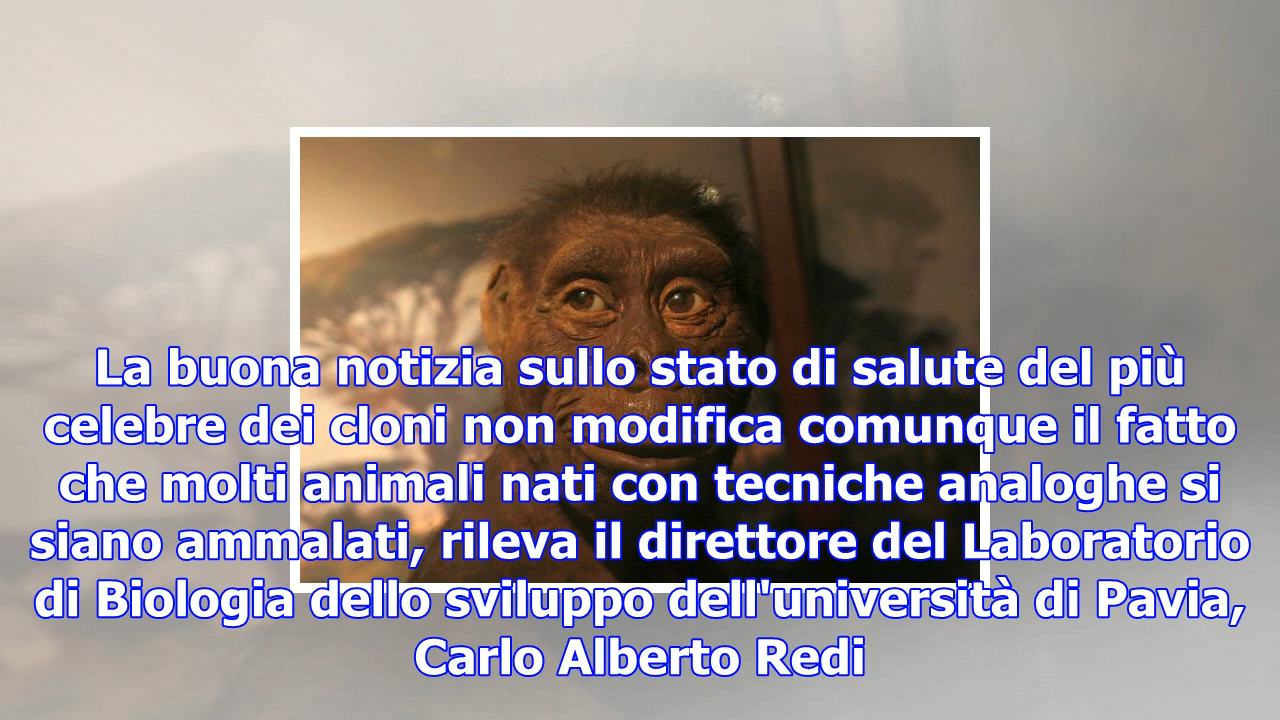 La buona notizia sullo stato di salute del più
celebre dei cloni non modifica comunque il fatto
che molti animali nati con tecniche analoghe si
siano ammalati, rileva il direttore del Laboratorio
di Biologia dello sviluppo dell'università di Pavia,
Carlo Alberto Redi